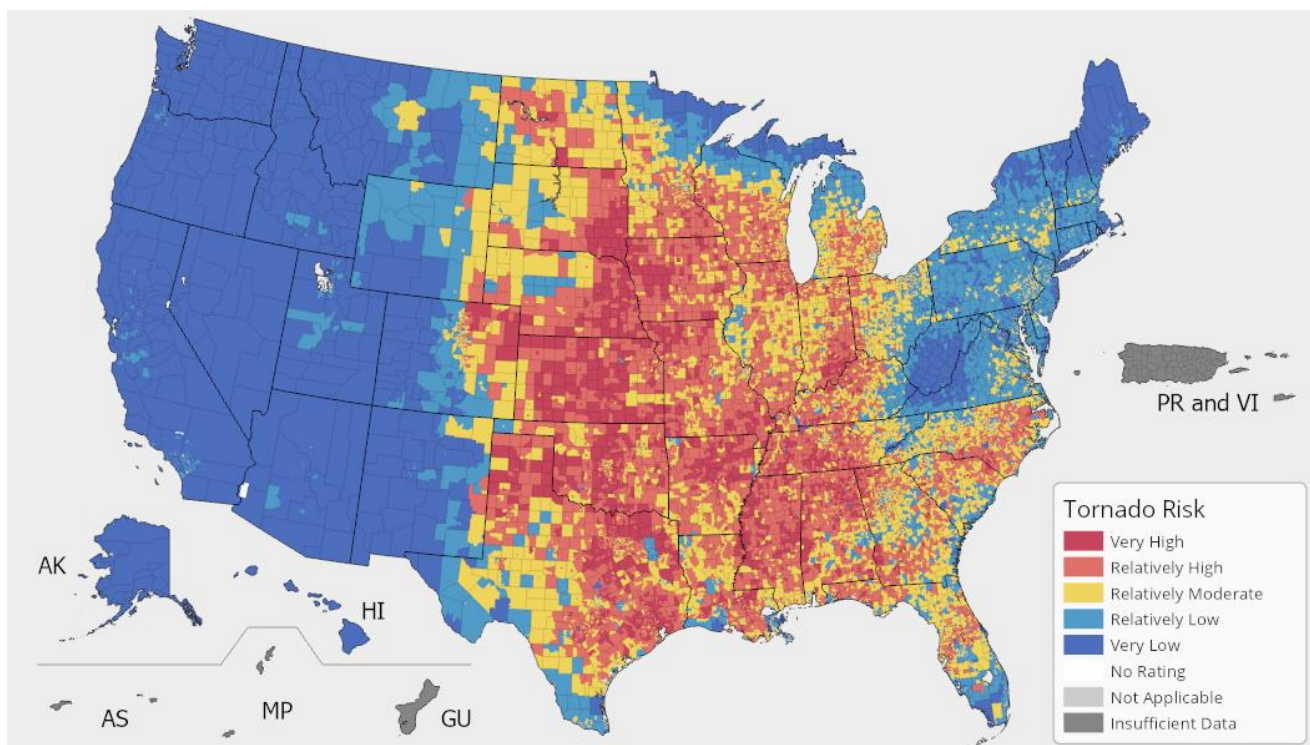 PR and VI
AK
HI
AS
MP
GU
Tornado Risk
Very High
Relatively High
Relatively Moderate
Relatively Low
Very Low
No Rating
Not Applicable
Insufficient Data